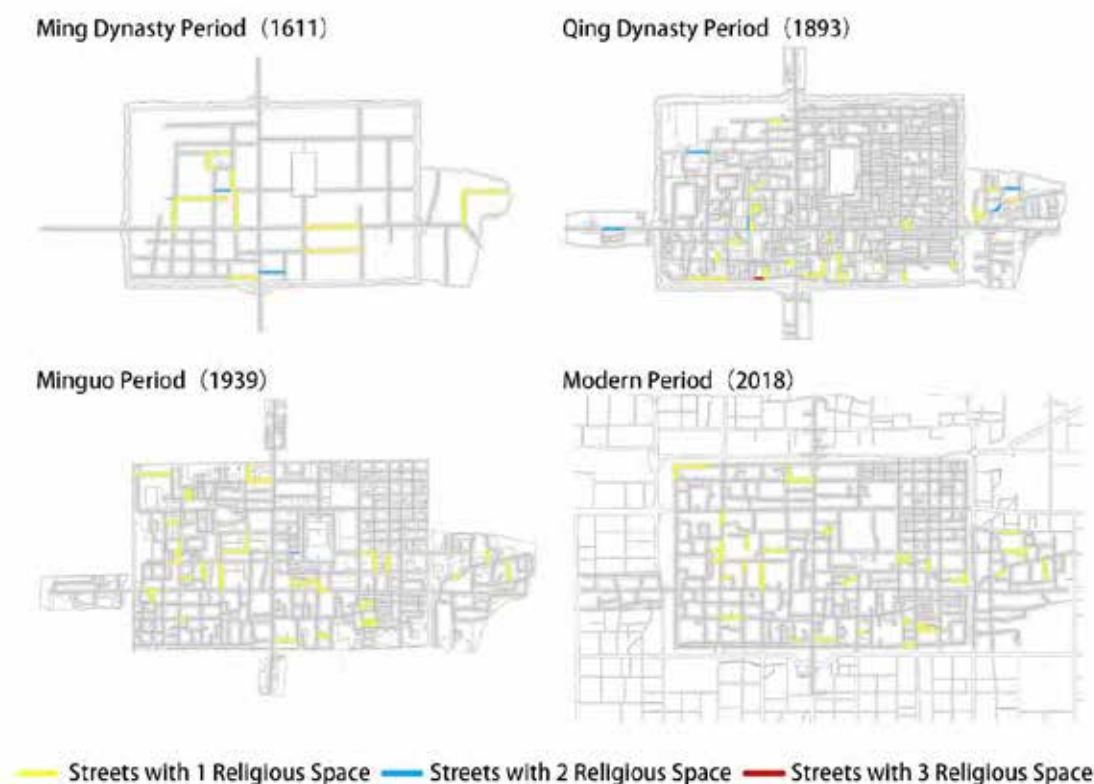 Ming Dynasty Period（1611）
Qing Dynasty Period（1893）
Minguo Period（1939）
Modern Period（2018）
Streets with 1 Religious Space
Streets with 2 Religious Space
Streets with 3 Religious Space